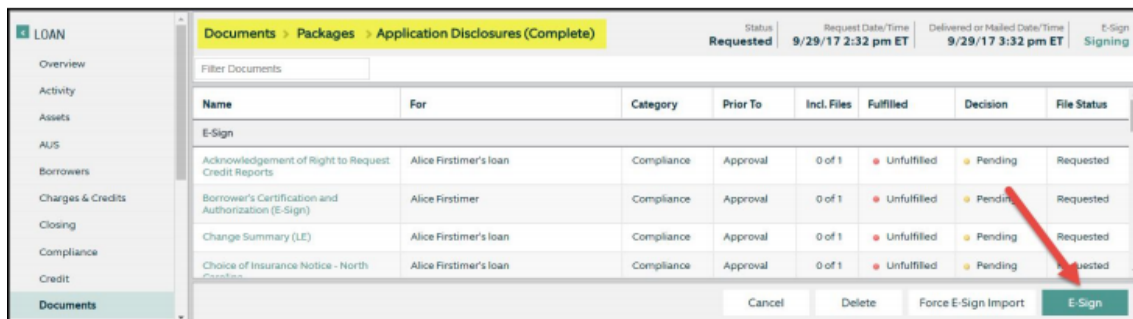 LOAN
Overview
Activity
Assets
AUS
Borrowers
Charges & Credits
Closing
Compliance
Credit
Documents
Documents > Packages > Application Disclosures (Complete)
Status
Requested
Request Date/Time
9/29/17 2:32 pm ET
Delivered or Mailed Date/Time
9/29/17 3:32 pm ET
E-Sign
Signing
Filter Documents
Name For Category Prior To Incl. Files Fulfilled Decision File Status
E-Sign
Acknowledgement of Right to Request Alice Firstimer's loan Compliance Approval 0 of 1 Unfulfilled Pending Requested
Credit Reports
Borrower's Certification and Alice Firstimer Compliance Approval 0 of 1 Unfulfilled Pending Requested
Authorization (E-Sign)
Change Summary (LE) Alice Firstimer's loan Compliance Approval 0 of 1 Unfulfilled Pending Requested
Choice of Insurance Notice - North Alice Firstimer's loan Compliance Approval 0 of 1 Unfulfilled Pending Requested
Cancel Delete Force E-Sign Import E-Sign